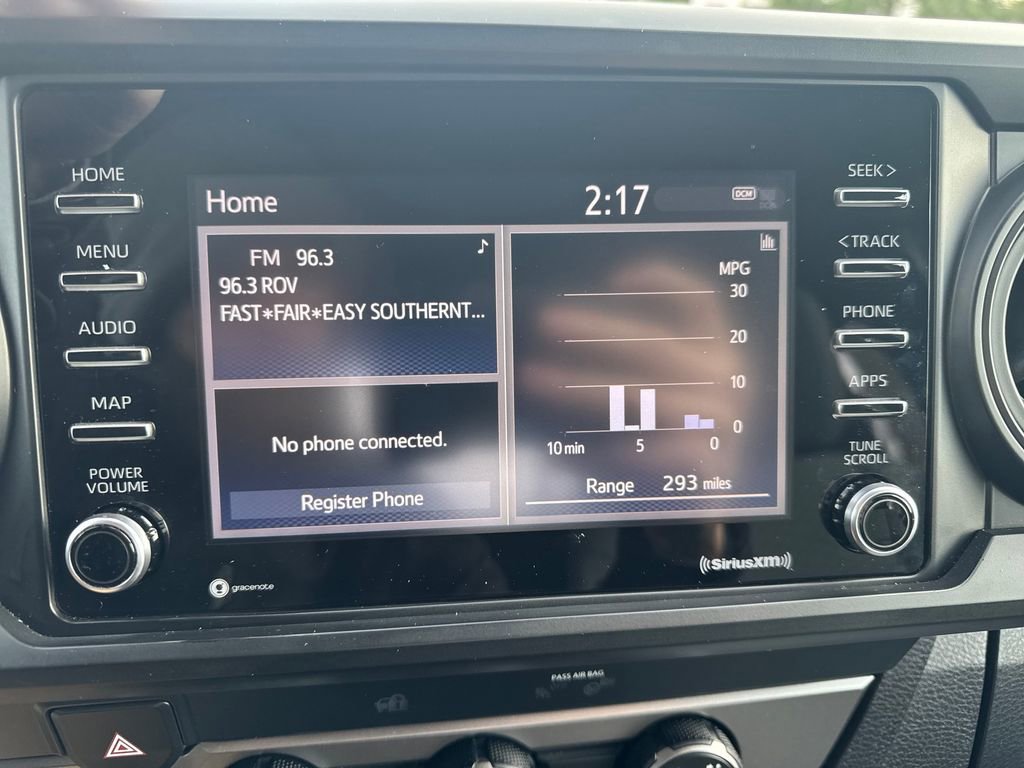 HOME
MENU
AUDIO
MAP
POWER
VOLUME
Home
2:17
DCM
FM 96.3
96.3 ROV
FAST*FAIR*EASY SOUTHERNT...
No phone connected.
Register Phone
MPG
30
20
10
0
10 min 5 0
Range 293 miles
SEEK >
< TRACK
PHONE
APPS
TUNE
SCROLL
gracenote
((SiriusXM))
PASS AIR BAG